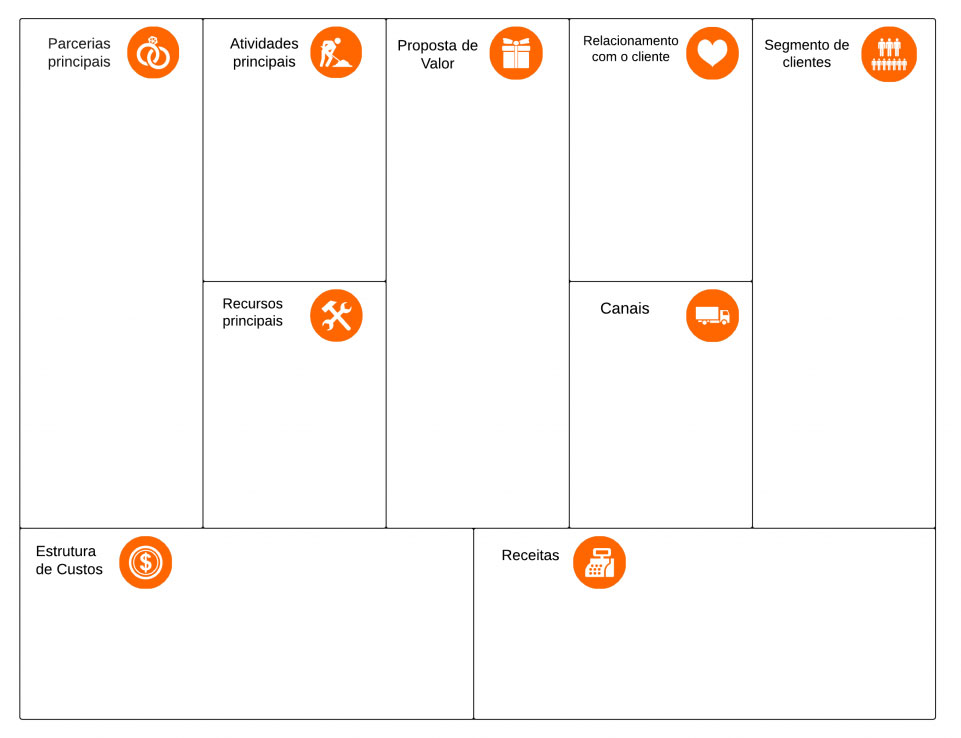 Parcerias
principais
Atividades
principais
Proposta de
Valor
Relacionamento
com o cliente
Segmento de
clientes
Recursos
principais
Canais
Estrutura
de Custos
$
Receitas